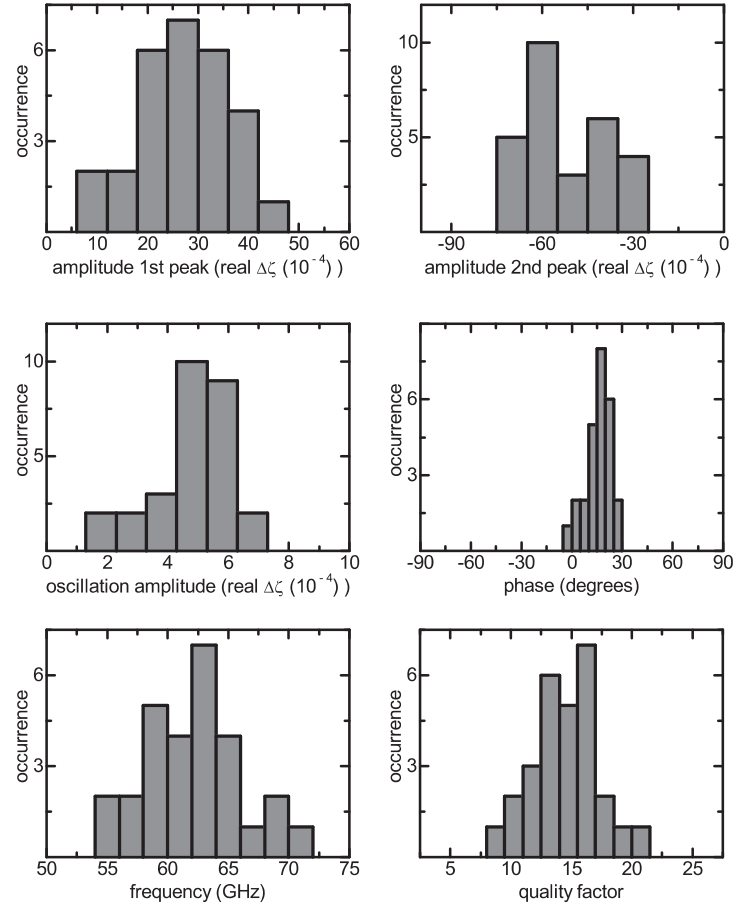 6
3
occurrence
0 10 20 30 40 50 60
amplitude 1st peak (real Δζ (10⁻⁴) )
10
5
occurrence
-90 -60 -30 0
amplitude 2nd peak (real Δζ (10⁻⁴) )
10
5
occurrence
0 2 4 6 8 10
oscillation amplitude (real Δζ (10⁻⁴) )
6
3
occurrence
-90 -60 -30 0 30 60 90
phase (degrees)
6
3
occurrence
50 55 60 65 70 75
frequency (GHz)
6
3
occurrence
5 10 15 20 25
quality factor